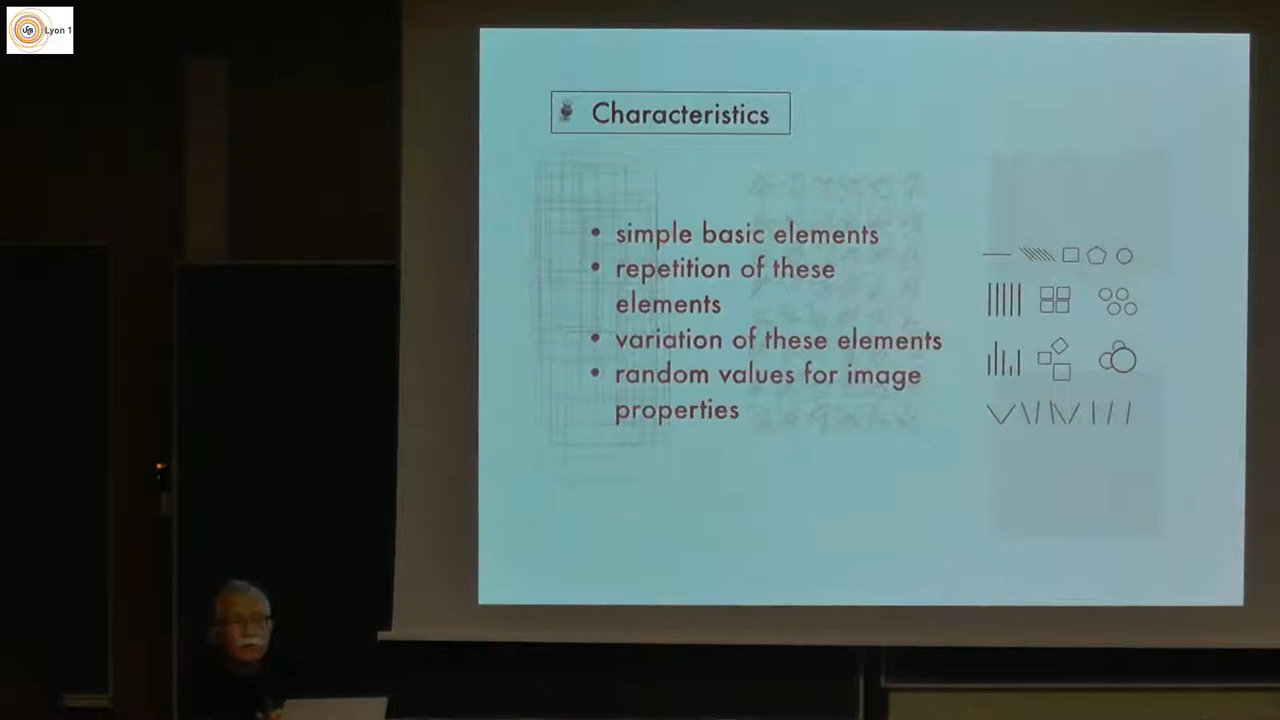 Lyon 1
Characteristics
• simple basic elements
• repetition of these
elements
• variation of these elements
• random values for image
properties